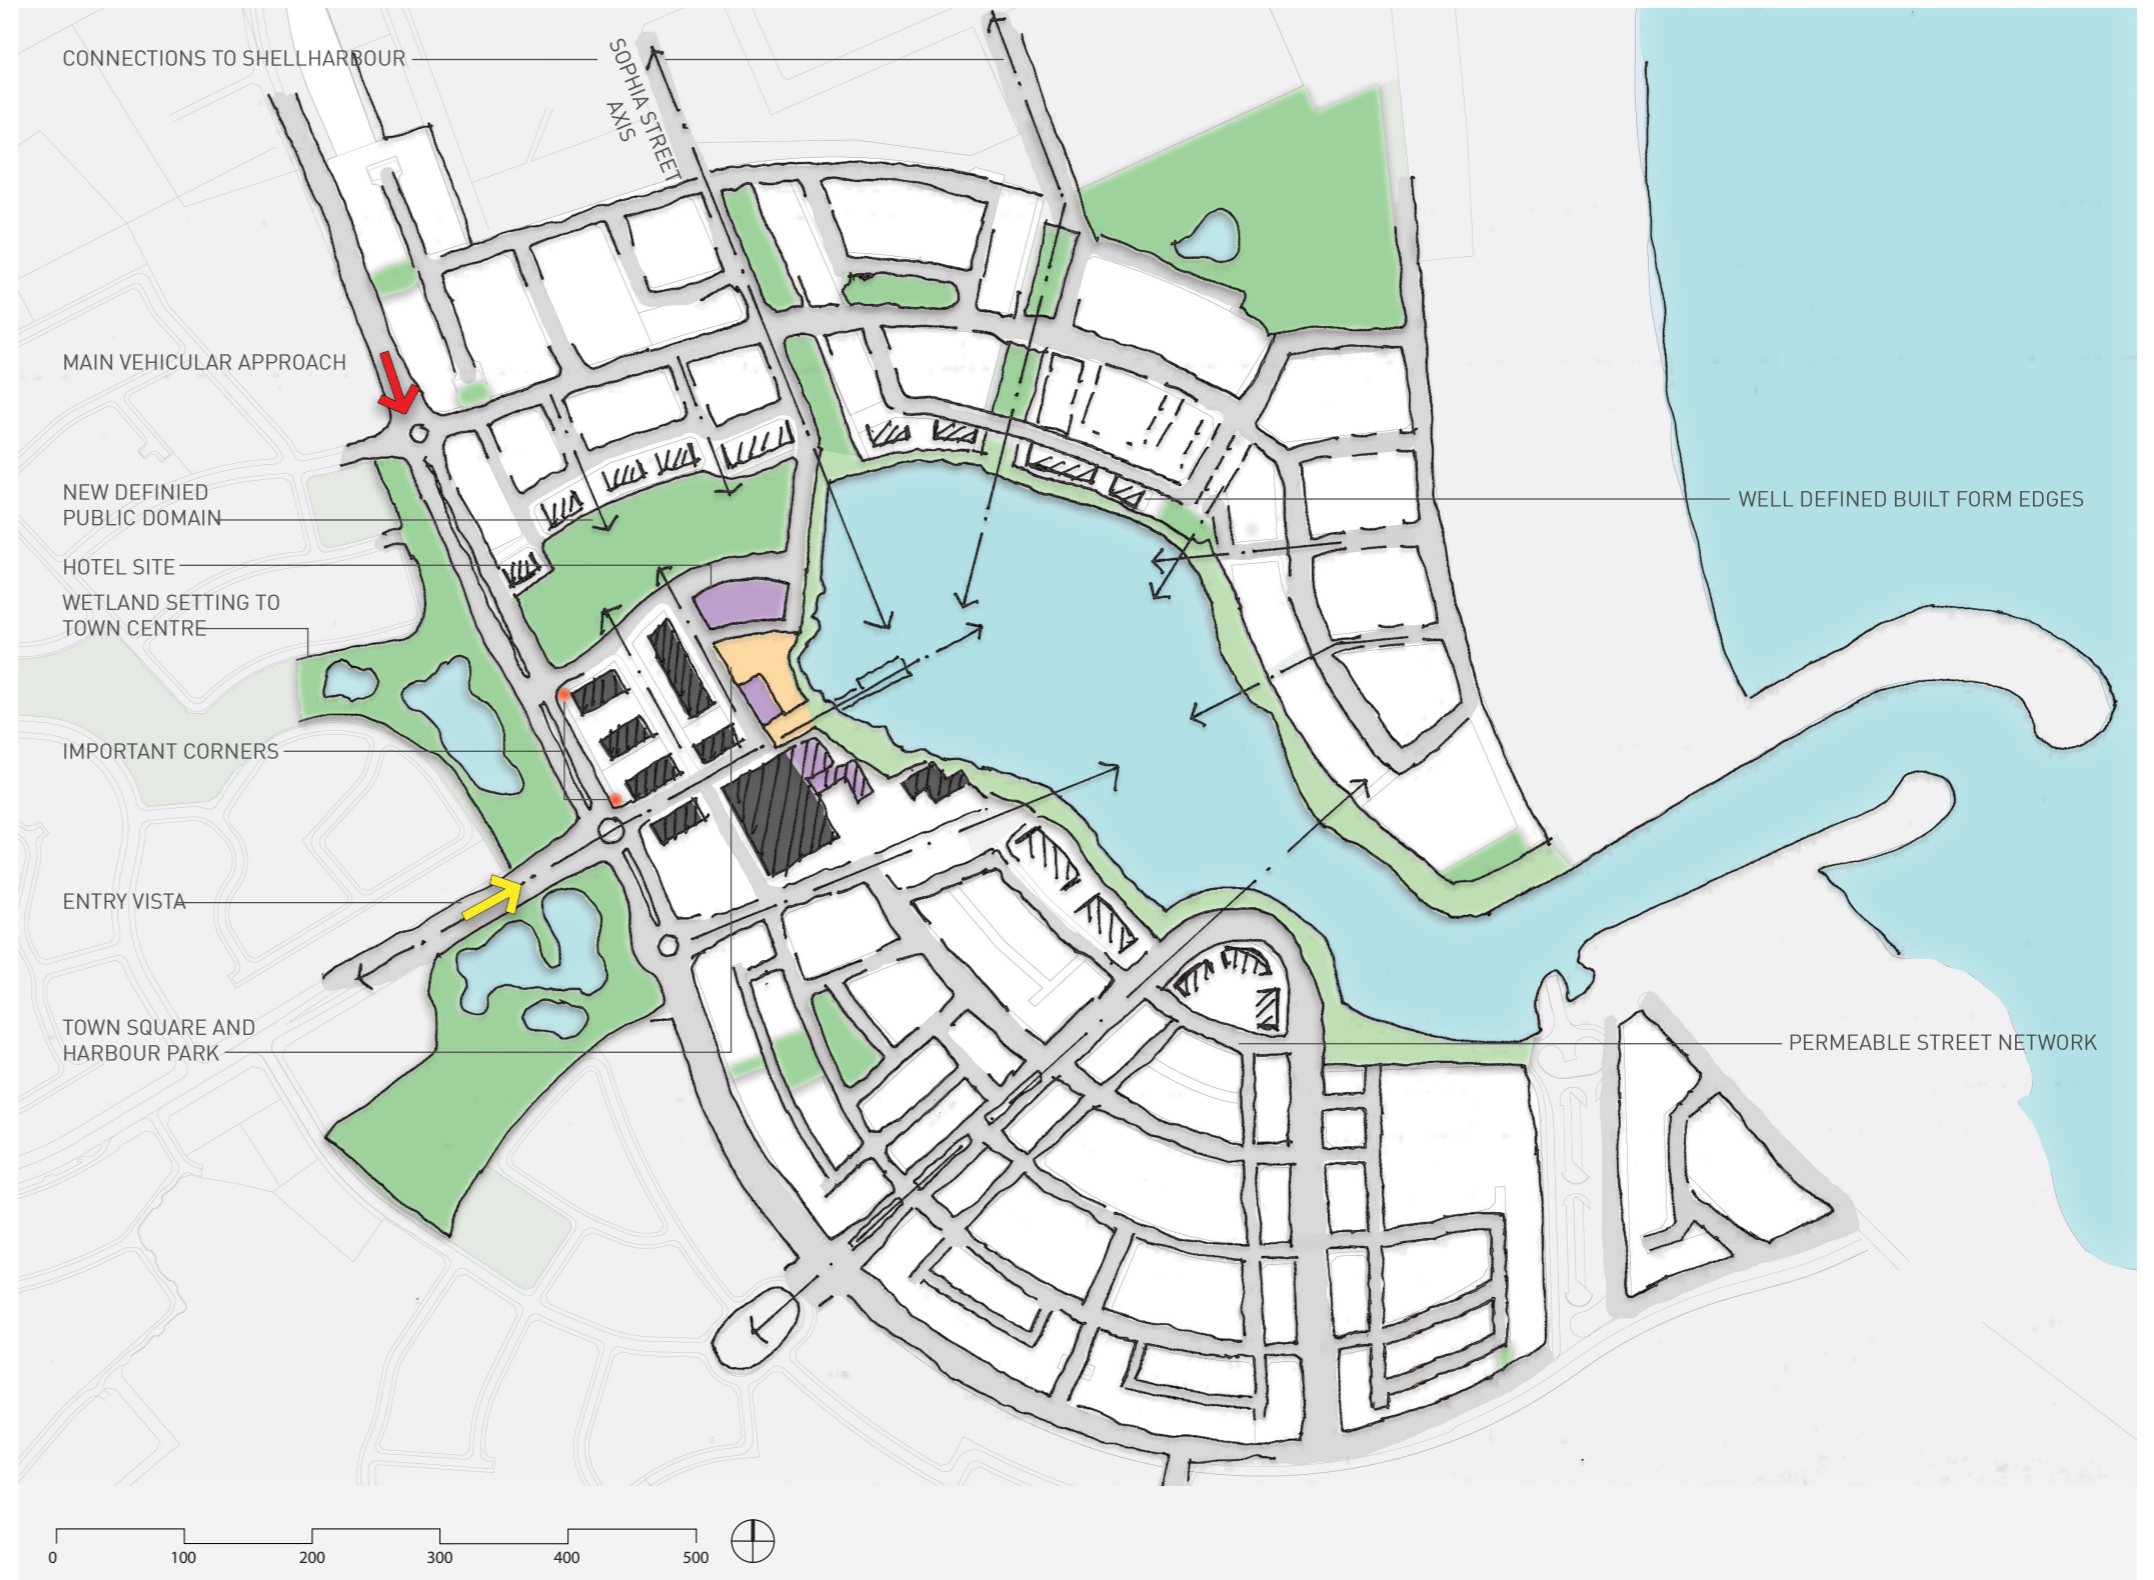 CONNECTIONS TO SHELLHARBOUR
SOPHIA STREET
AXIS
MAIN VEHICULAR APPROACH
NEW DEFINIED
PUBLIC DOMAIN
WELL DEFINED BUILT FORM EDGES
HOTEL SITE
WETLAND SETTING TO
TOWN CENTRE
IMPORTANT CORNERS
ENTRY VISTA
TOWN SQUARE AND
HARBOUR PARK
PERMEABLE STREET NETWORK
0 100 200 300 400 500